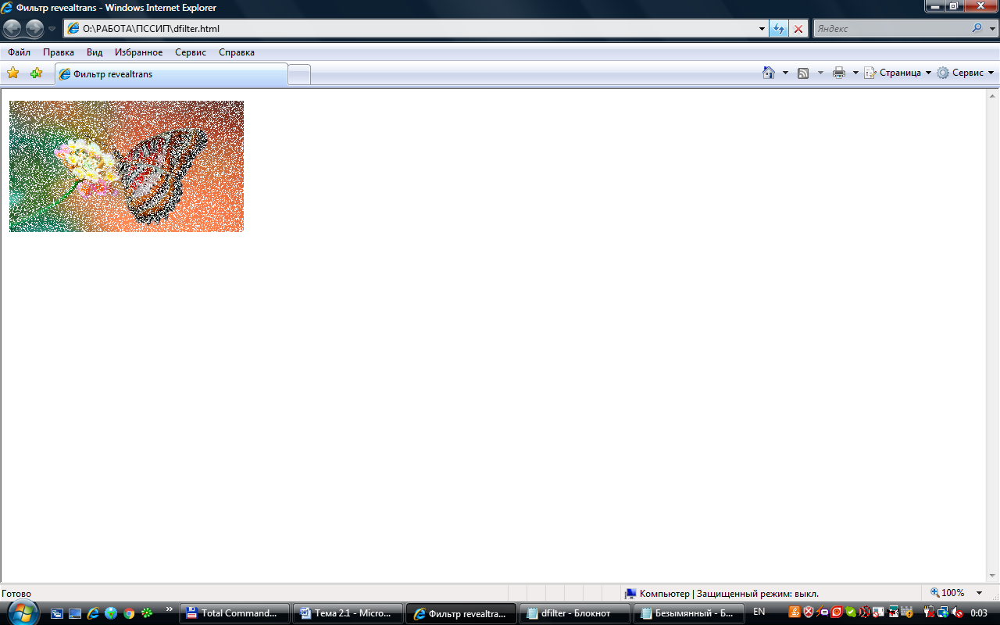 Фильтр revealtrans - Windows Internet Explorer
O:\РАБОТА\ПССИП\dfilter.html
Яндекс
Файл Правка Вид Избранное Сервис Справка
Фильтр revealtrans
Страница Сервис
Готово
Компьютер | Защищенный режим: выкл.
100%
Total Command...
Тема 2.1 - Micro...
Фильтр revealtra...
dfilter - Блокнот
Безымянный - Б...
EN
0:03